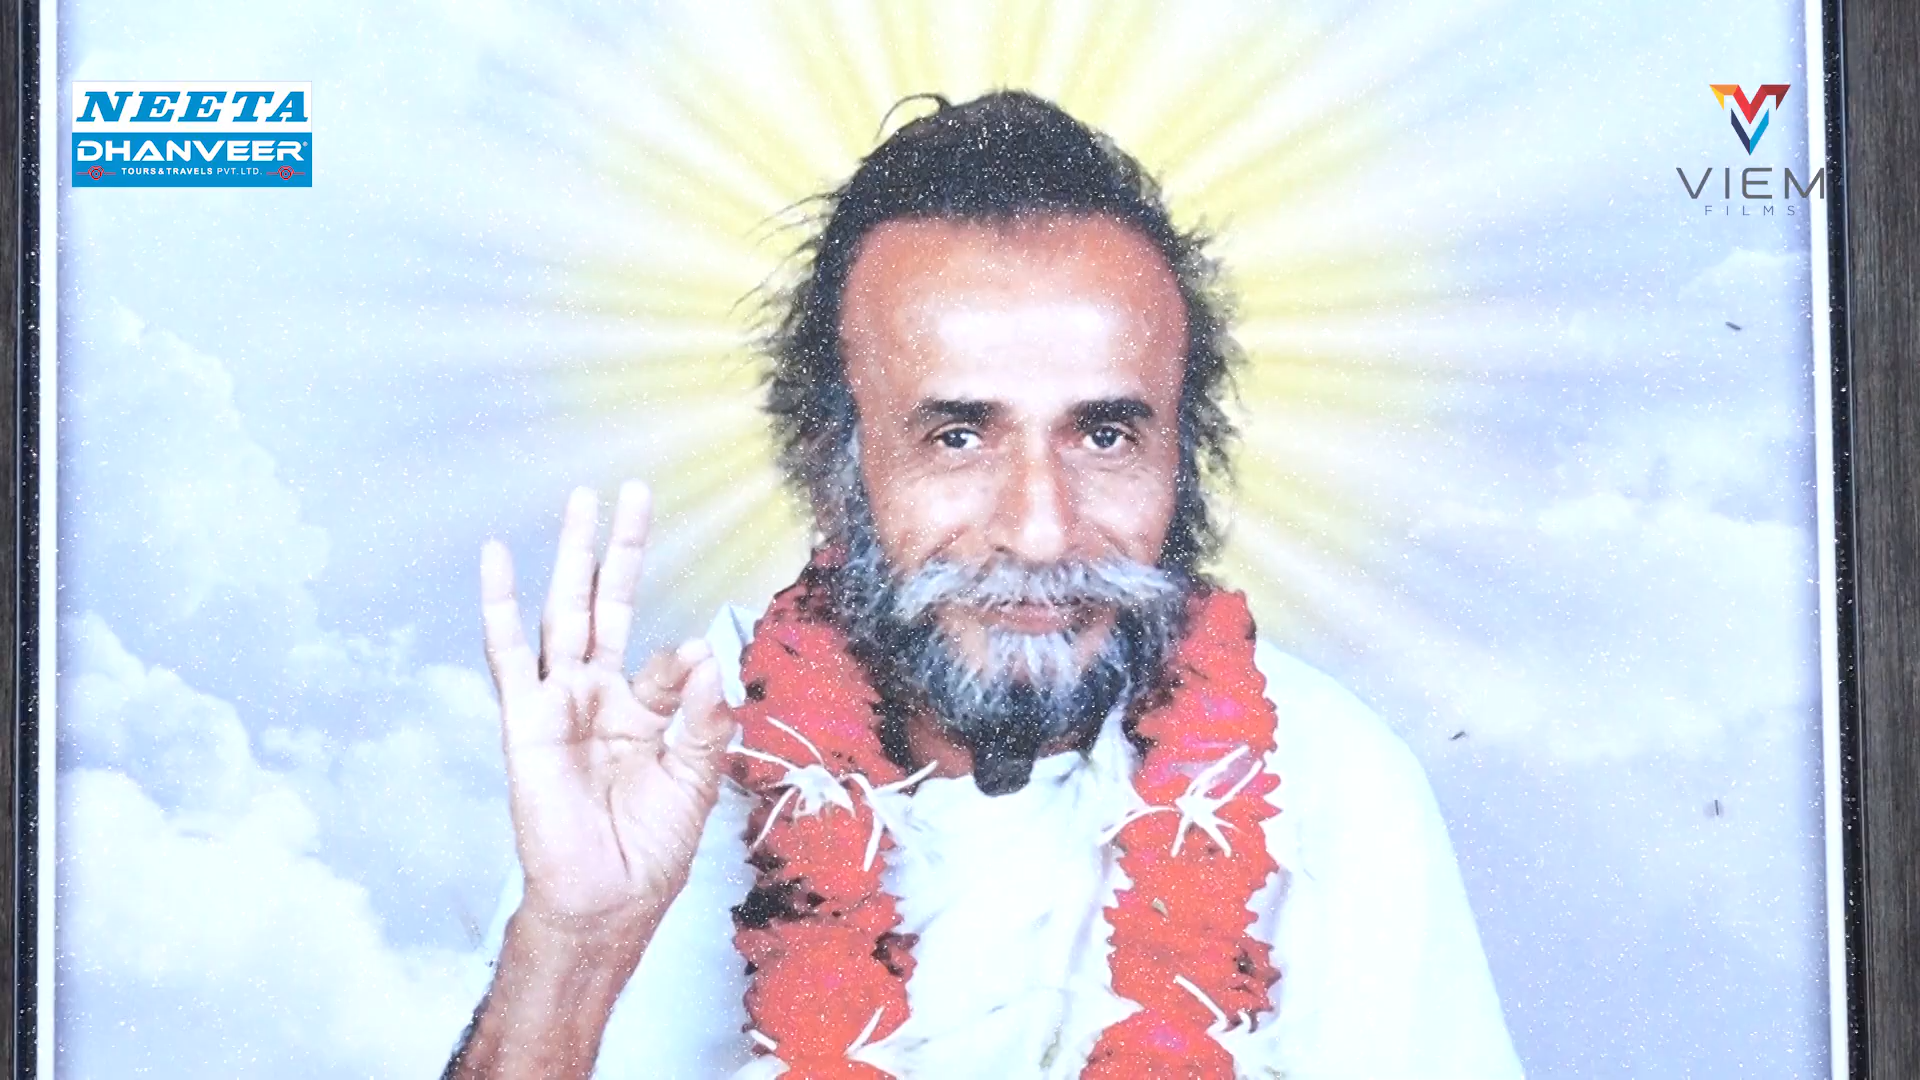 NEETA
DHANVEER®
TOURS & TRAVELS PVT. LTD.
VIEM
FILMS